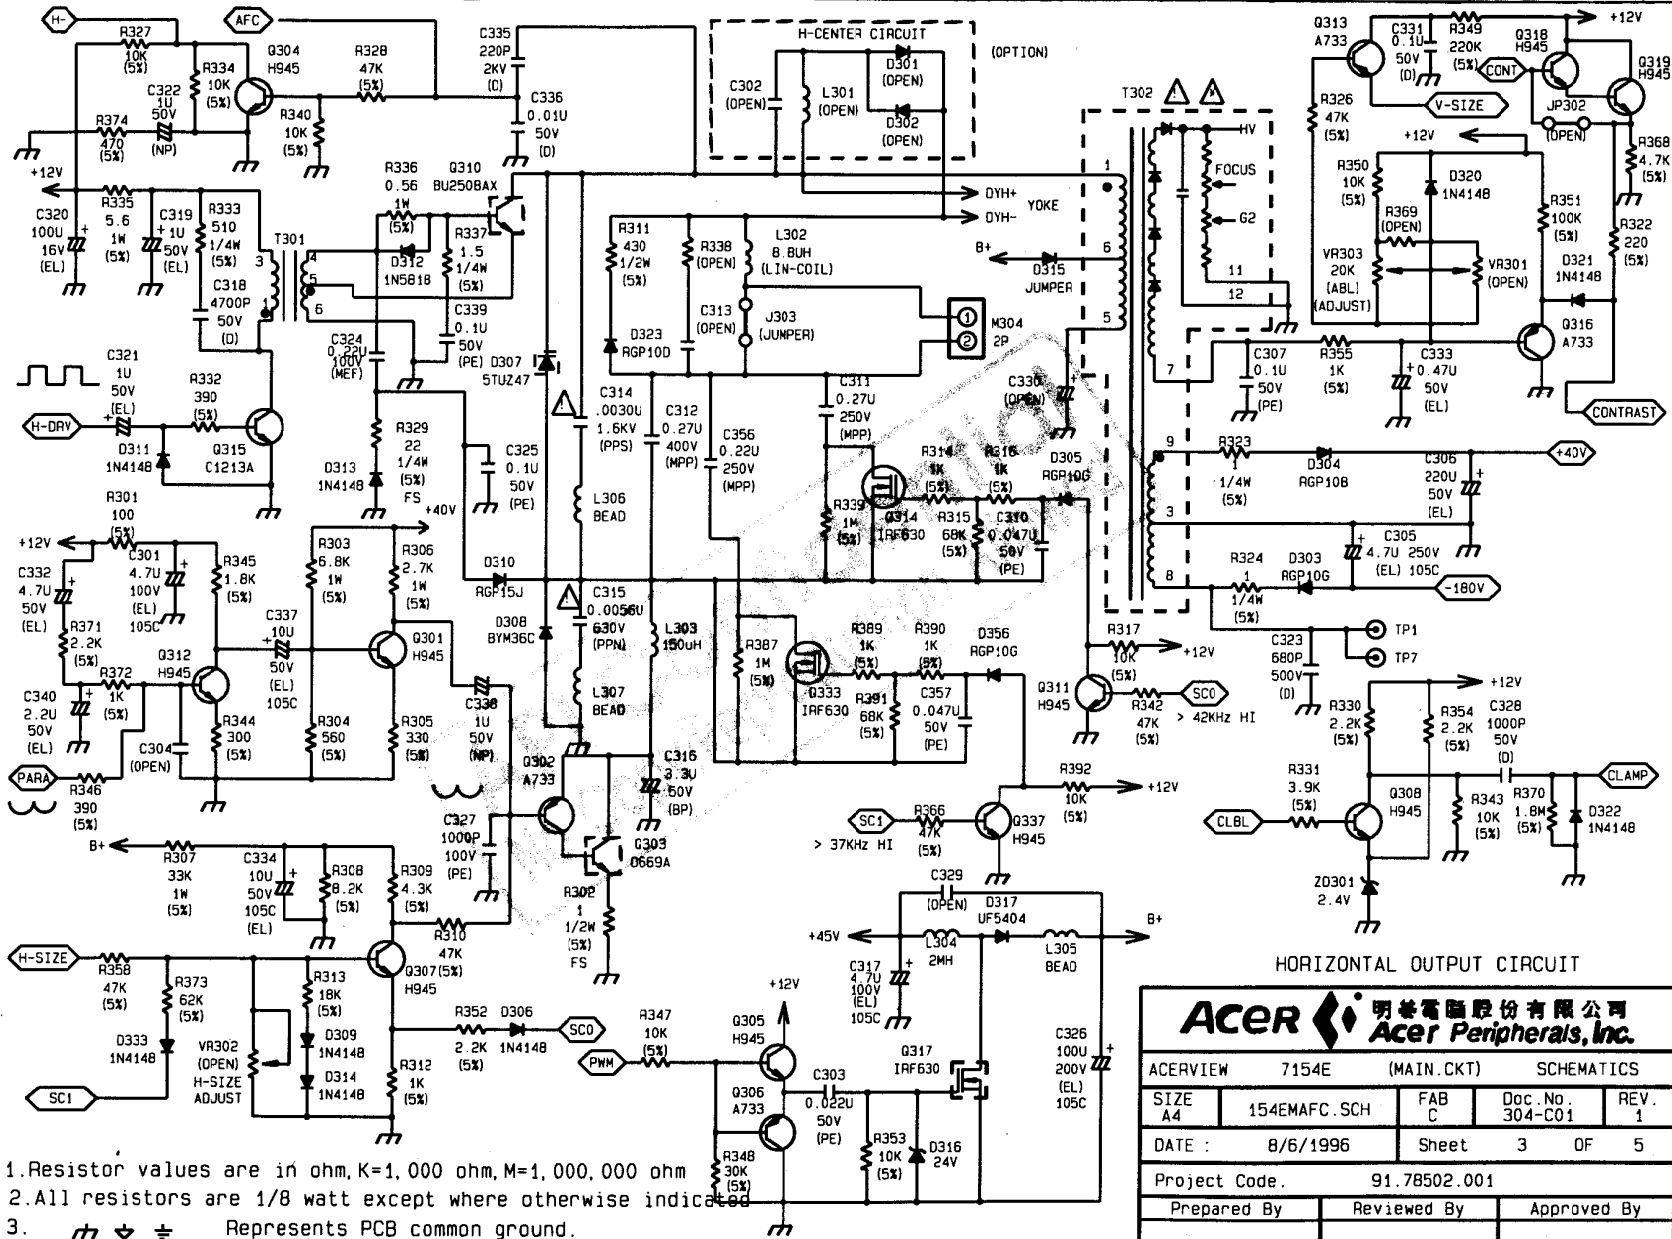 H-
AFC
R327
10K
(5%)
R334
10K
(5%)
Q304
H945
R328
47K
(5%)
C335
220P
2KV
(D)
C322
1U
50V
(NP)
R374
470
(5%)
R340
10K
(5%)
C336
0.01U
50V
(D)
H-CENTER CIRCUIT
(OPTION)
D301
(OPEN)
C302
(OPEN)
L301
(OPEN)
D302
(OPEN)
T302
HV
FOCUS
G2
11
12
1
6
5
7
9
3
8
Q313
A733
C331
0.1U
50V
(D)
R349
220K
(5%)
Q318
H945
+12V
Q319
H945
CONT
V-SIZE
JP302
(OPEN)
R326
47K
(5%)
+12V
R368
4.7K
(5%)
R350
10K
(5%)
D320
1N4148
R351
100K
(5%)
R322
220
(5%)
R369
(OPEN)
VR303
20K
(ABL)
(ADJUST)
VR301
(OPEN)
D321
1N4148
Q316
A733
C307
0.1U
50V
(PE)
R355
1K
(5%)
C333
0.47U
50V
(EL)
CONTRAST
+12V
R335
5.6
1W
(5%)
C320
100U
16V
(EL)
C319
1U
50V
(EL)
R333
510
1/4W
(5%)
C318
4700P
50V
(D)
T301
3
1
4
5
6
R336
0.56
1W
(5%)
Q310
BU2508AX
D312
1N5818
R337
1.5
1/4W
(5%)
C339
0.1U
50V
(PE)
C324
0.22U
100V
(MEF)
D307
5TUZ47
R311
430
1/2W
(5%)
R338
(OPEN)
L302
8.8UH
(LIN-COIL)
C313
(OPEN)
J303
(JUMPER)
D323
RGP10D
DYH+
DYH-
YOKE
B+
D315
JUMPER
1
2
M304
2P
C330
(OPEN)
C321
1U
50V
(EL)
R332
390
(5%)
H-DRV
D311
1N4148
Q315
C1213A
R329
22
1/4W
(5%)
FS
D313
1N4148
C325
0.1U
50V
(PE)
C314
.0030U
1.6KV
(PPS)
C312
0.27U
400V
(MPP)
C356
0.22U
250V
(MPP)
C311
0.27U
250V
(MPP)
L306
BEAD
R339
1M
(5%)
Q314
IRF630
R314
1K
(5%)
R316
1K
(5%)
D305
RGP10G
R315
68K
(5%)
C310
0.047U
50V
(PE)
R323
1
1/4W
(5%)
D304
RGP10B
C306
220U
50V
(EL)
+40V
C305
4.7U 250V
(EL) 105C
R324
1
1/4W
(5%)
D303
RGP10G
-180V
C323
680P
500V
(D)
TP1
TP7
R301
100
(5%)
+12V
C301
4.7U
100V
(EL)
105C
C332
4.7U
50V
(EL)
R371
2.2K
(5%)
R372
1K
(5%)
C340
2.2U
50V
(EL)
R345
1.8K
(5%)
Q312
H945
R344
300
(5%)
C304
(OPEN)
PARA
R346
390
(5%)
C337
10U
50V
(EL)
105C
R303
6.8K
1W
(5%)
R304
560
(5%)
+40V
R306
2.7K
1W
(5%)
Q301
H945
R305
330
(5%)
C338
1U
50V
(NP)
D310
RGP15J
D308
BYM36C
C315
0.0056U
630V
(PPN)
L307
BEAD
L303
150uH
R387
1M
(5%)
Q333
IRF630
R389
1K
(5%)
R390
1K
(5%)
D356
RGP10G
R391
68K
(5%)
C357
0.047U
50V
(PE)
R317
10K
(5%)
+12V
Q311
H945
R342
47K
(5%)
SC0
> 42KHz HI
Q302
A733
C316
3.3U
50V
(BP)
C327
1000P
100V
(PE)
Q303
D669A
R302
1
1/2W
(5%)
FS
SC1
> 37KHz HI
R366
47K
(5%)
Q337
H945
R392
10K
(5%)
+12V
+12V
R330
2.2K
(5%)
R354
2.2K
(5%)
C328
1000P
50V
(D)
R331
3.9K
(5%)
CLBL
Q308
H945
R343
10K
(5%)
R370
1.8M
(5%)
D322
1N4148
CLAMP
ZD301
2.4V
B+
R307
33K
1W
(5%)
C334
10U
50V
105C
(EL)
R308
8.2K
(5%)
R309
4.3K
(5%)
R310
47K
(5%)
H-SIZE
R358
47K
(5%)
R373
62K
(5%)
D333
1N4148
SC1
VR302
(OPEN)
H-SIZE
ADJUST
R313
18K
(5%)
D309
1N4148
D314
1N4148
Q307
H945
R352
2.2K
(5%)
D306
1N4148
SC0
R312
1K
(5%)
C329
(OPEN)
+45V
L304
2MH
D317
UF5404
L305
BEAD
B+
C317
4.7U
100V
(EL)
105C
+12V
R347
10K
(5%)
PWM
Q305
H945
Q306
A733
C303
0.022U
50V
(PE)
Q317
IRF630
C326
100U
200V
(EL)
105C
R353
10K
(5%)
D316
24V
R348
30K
(5%)
HORIZONTAL OUTPUT CIRCUIT
Acer 明碁電腦股份有限公司
Acer Peripherals, Inc.
ACERVIEW 7154E (MAIN.CKT) SCHEMATICS
SIZE A4 154EMAFC.SCH FAB C Doc.No. 304-C01 REV. 1
DATE : 8/6/1996 Sheet 3 OF 5
Project Code. 91.78502.001
Prepared By Reviewed By Approved By
1.Resistor values are in ohm, K=1,000 ohm, M=1,000,000 ohm
2.All resistors are 1/8 watt except where otherwise indicated
3. Represents PCB common ground.